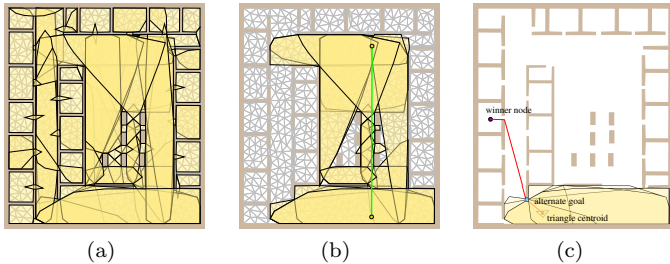 winner node
alternate goal
triangle centroid
(a)
(b)
(c)